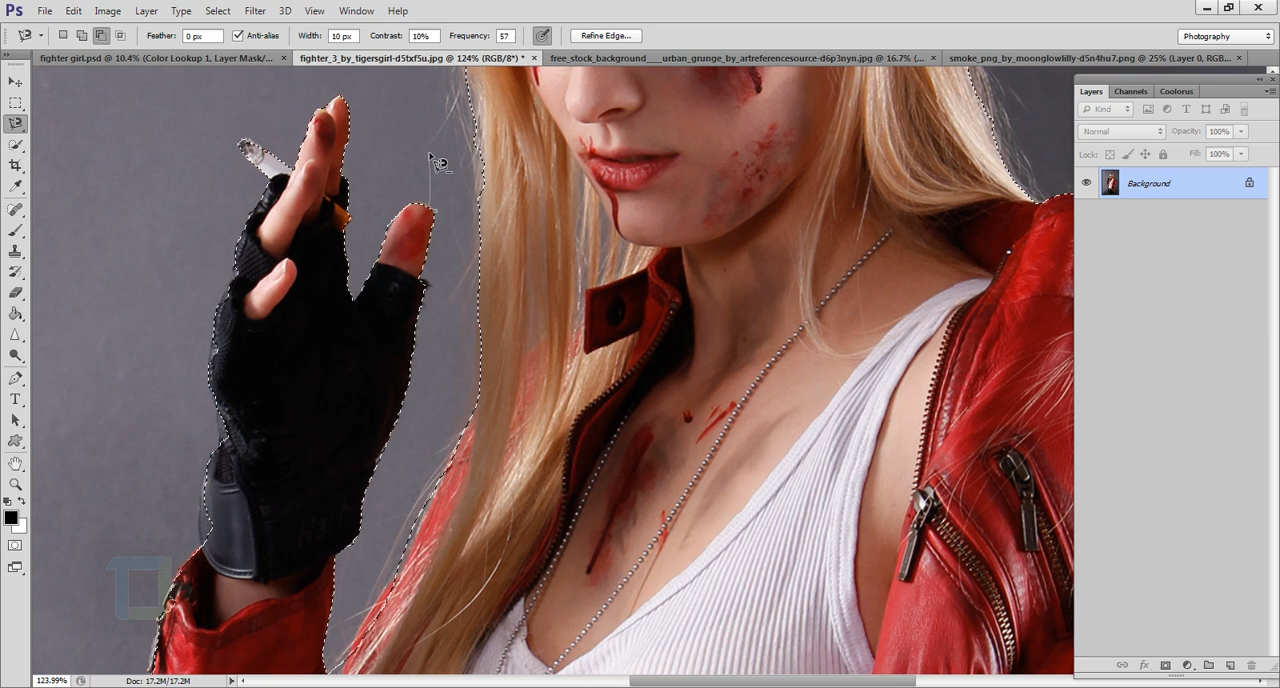 Ps File Edit Image Layer Type Select Filter 3D View Window Help
Feather: 0 px Anti-alias Width: 10 px Contrast: 10% Frequency: 57 Refine Edge... Photography
fighter girl.psd @ 10.4% (Color Lookup 1, Layer Mask/... × fighter_3_by_tigersgirl-d5txf5u.jpg @ 124% (RGB/8*) * × free_stock_background___urban_grunge_by_artreferencesource-d6p3nyn.jpg @ 16.7% (... × smoke_png_by_moonglowlilly-d5n4hu7.png @ 25% (Layer 0, RGB... ×
Layers Channels Coolorus
Kind
Normal Opacity: 100%
Lock: Fill: 100%
Background
123.99% Doc: 17.2M/17.2M